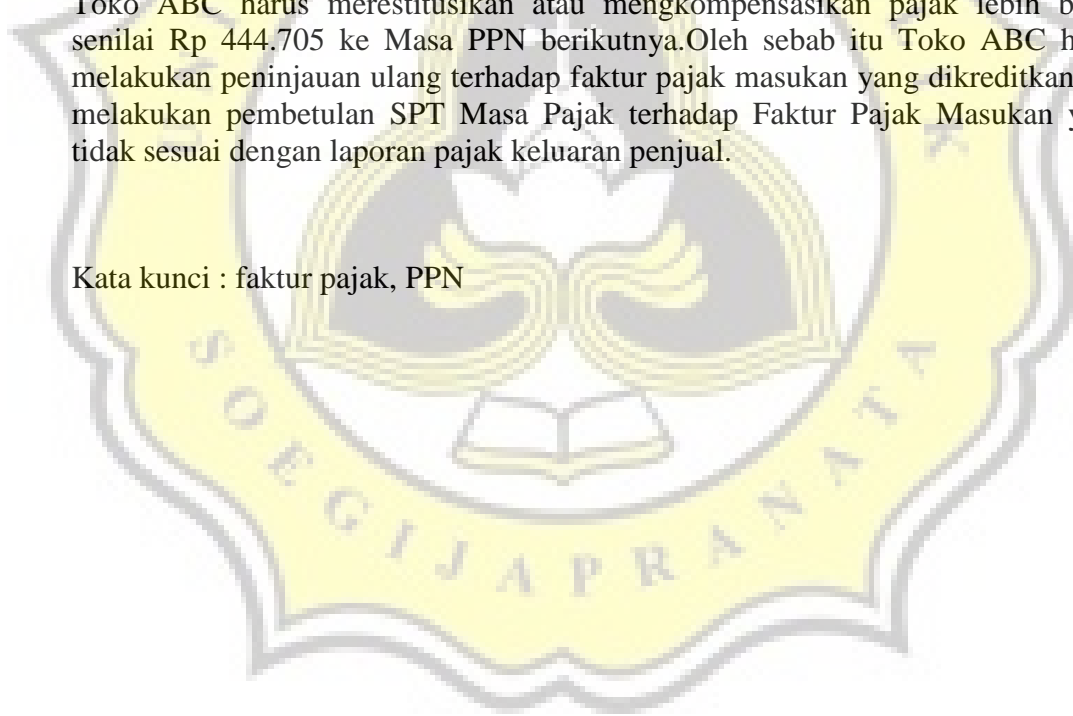 Toko ABC harus merestitusikan atau mengkompensasikan pajak lebih
senilai Rp 444.705 ke Masa PPN berikutnya.Oleh sebab itu Toko ABC
melakukan peninjauan ulang terhadap faktur pajak masukan yang dikreditkan
melakukan pembetulan SPT Masa Pajak terhadap Faktur Pajak Masukan
tidak sesuai dengan laporan pajak keluaran penjual.
Kata kunci : faktur pajak, PPN
SOEGIJAPRANATA